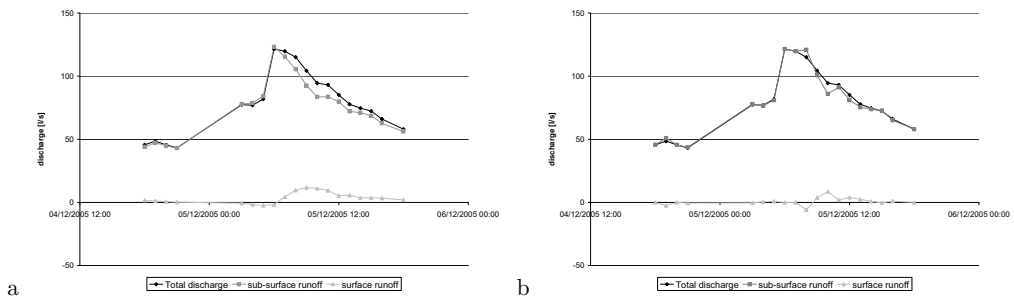 150
100
50
0
-50
discharge [l/s]
04/12/2005 12:00
05/12/2005 00:00
05/12/2005 12:00
06/12/2005 00:00
Total discharge
sub-surface runoff
surface runoff
a
150
100
50
0
-50
discharge [l/s]
04/12/2005 12:00
05/12/2005 00:00
05/12/2005 12:00
06/12/2005 00:00
Total discharge
sub-surface runoff
surface runoff
b